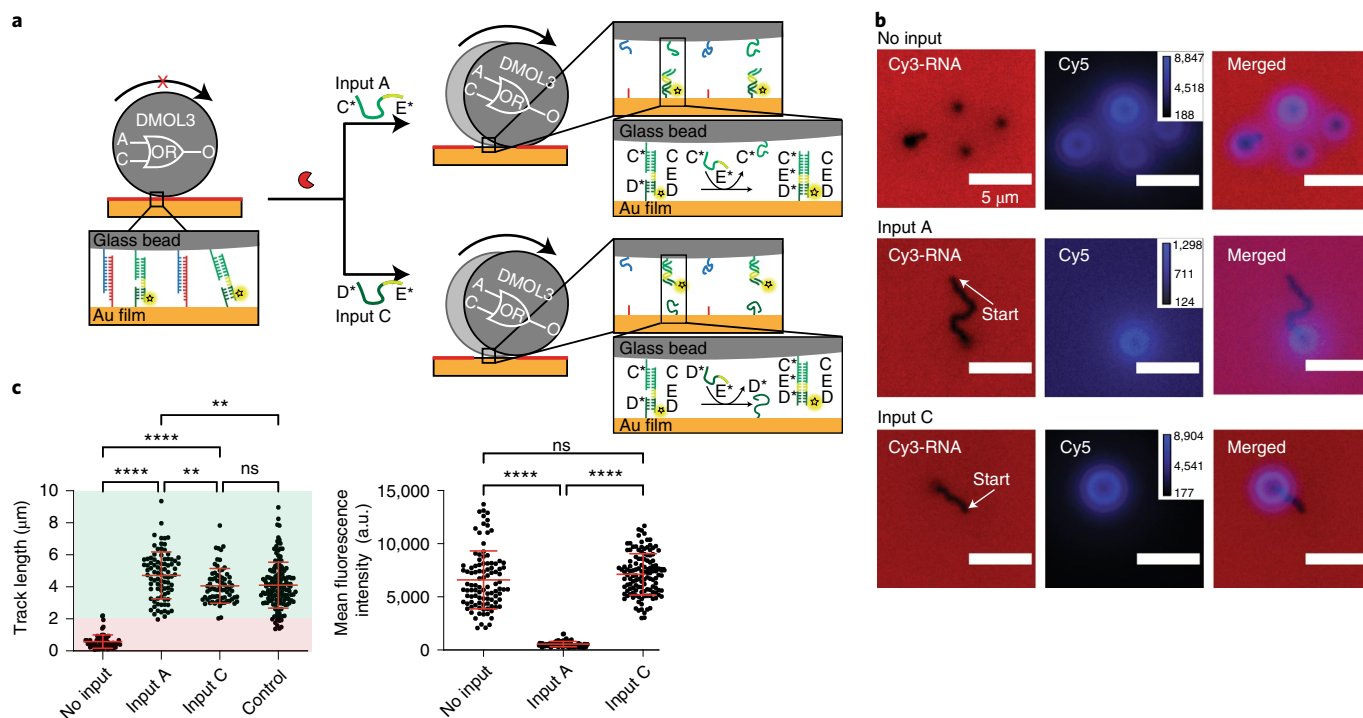 a
X
DMOL3
A
C
OR
O
Glass bead
Au film
Input A
C*
E*
D*
E*
Input C
DMOL3
A
C
OR
O
Glass bead
C*
D*
C
E
D
C*
E*
C*
C*
E*
D*
C
E
D
Au film
DMOL3
A
C
OR
O
Glass bead
C*
D*
C
E
D
D*
E*
D*
C*
E*
D*
C
E
D
Au film
b
No input
Cy3-RNA
5 μm
Cy5
8,847
4,518
188
Merged
Input A
Cy3-RNA
Start
Cy5
1,298
711
124
Merged
Input C
Cy3-RNA
Start
Cy5
8,904
4,541
177
Merged
c
**
****
ns
****
**
Track length (μm)
10
8
6
4
2
0
No input
Input A
Input C
Control
ns
****
****
Mean fluorescence
intensity (a.u.)
15,000
10,000
5,000
0
No input
Input A
Input C